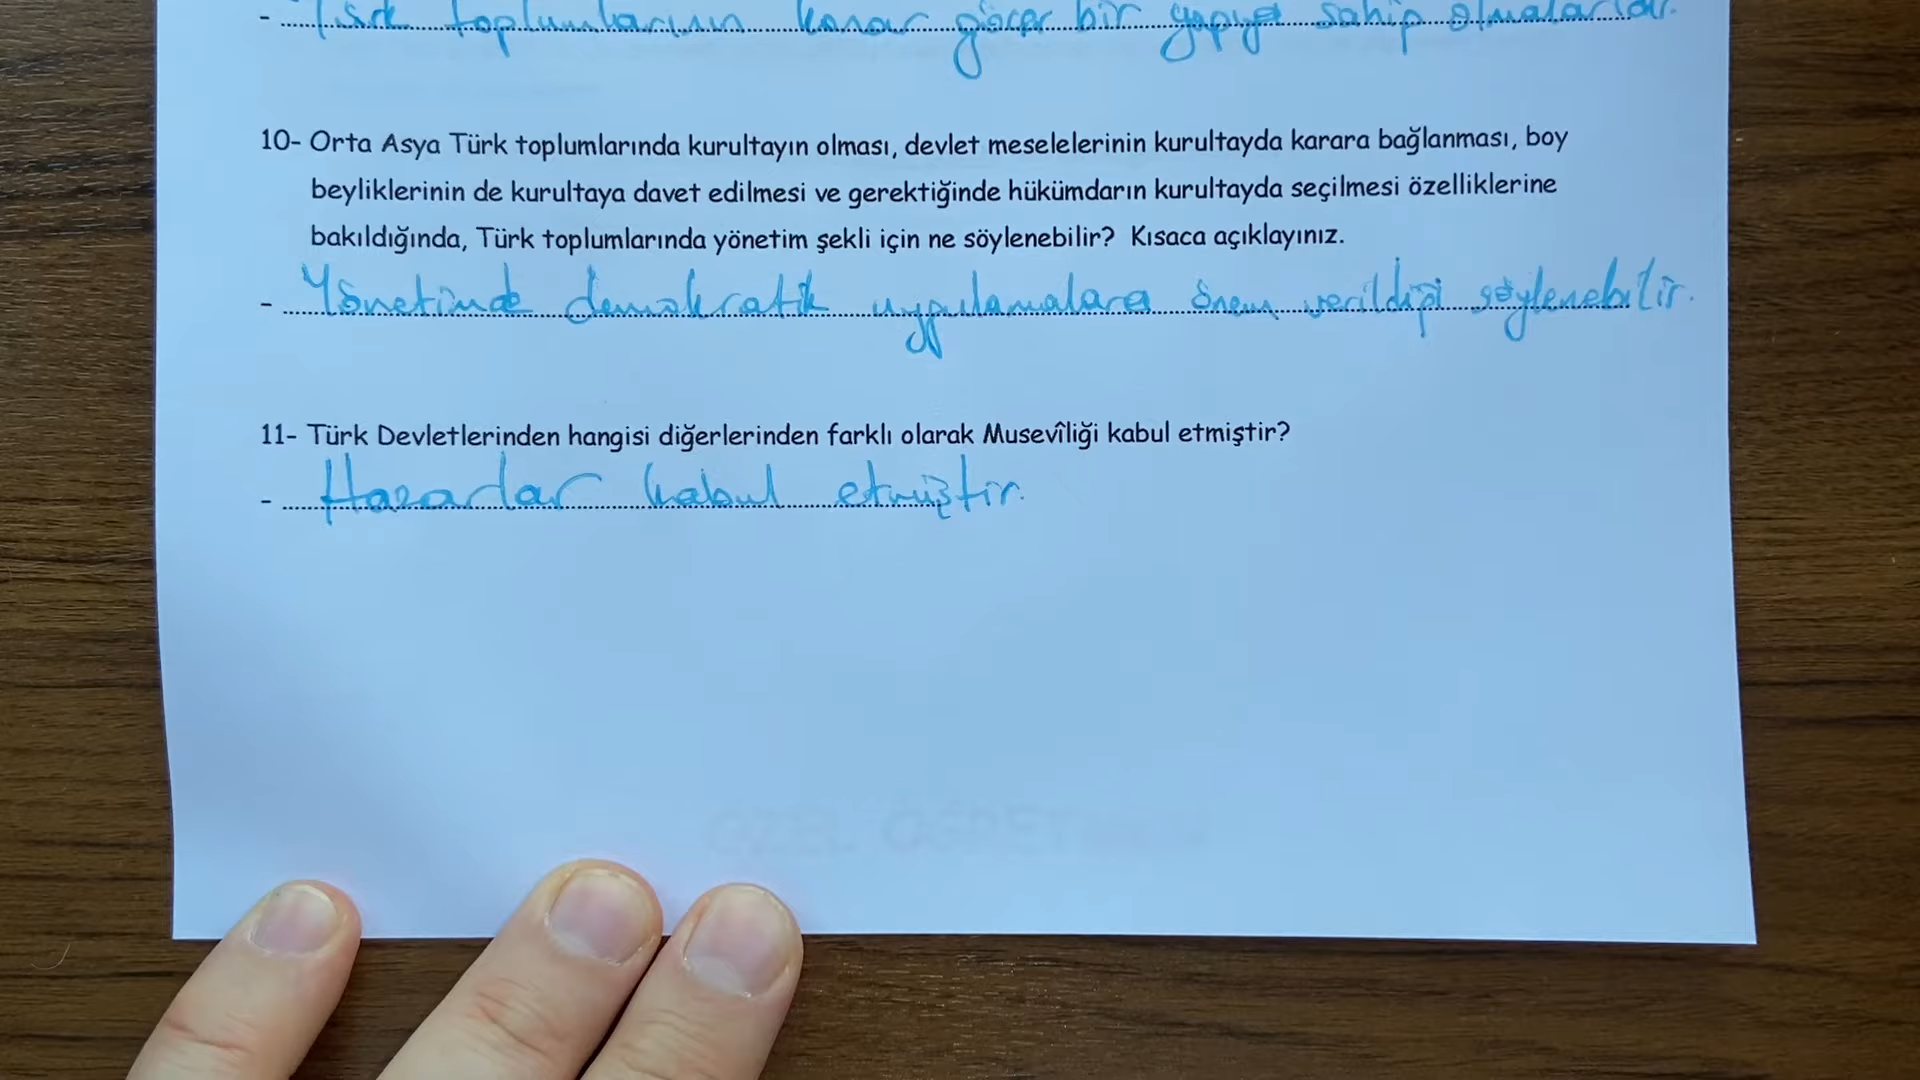 - Türk toplumlarının konar göçer bir yapıya sahip olmalarıdır.
10- Orta Asya Türk toplumlarında kurultayın olması, devlet meselelerinin kurultayda karara bağlanması, boy
beyliklerinin de kurultaya davet edilmesi ve gerektiğinde hükümdarın kurultayda seçilmesi özelliklerine
bakıldığında, Türk toplumlarında yönetim şekli için ne söylenebilir? Kısaca açıklayınız.
- Yönetimde demokratik uygulamalara önem verildiği söylenebilir.
11- Türk Devletlerinden hangisi diğerlerinden farklı olarak Musevîliği kabul etmiştir?
- Hazarlar kabul etmiştir.